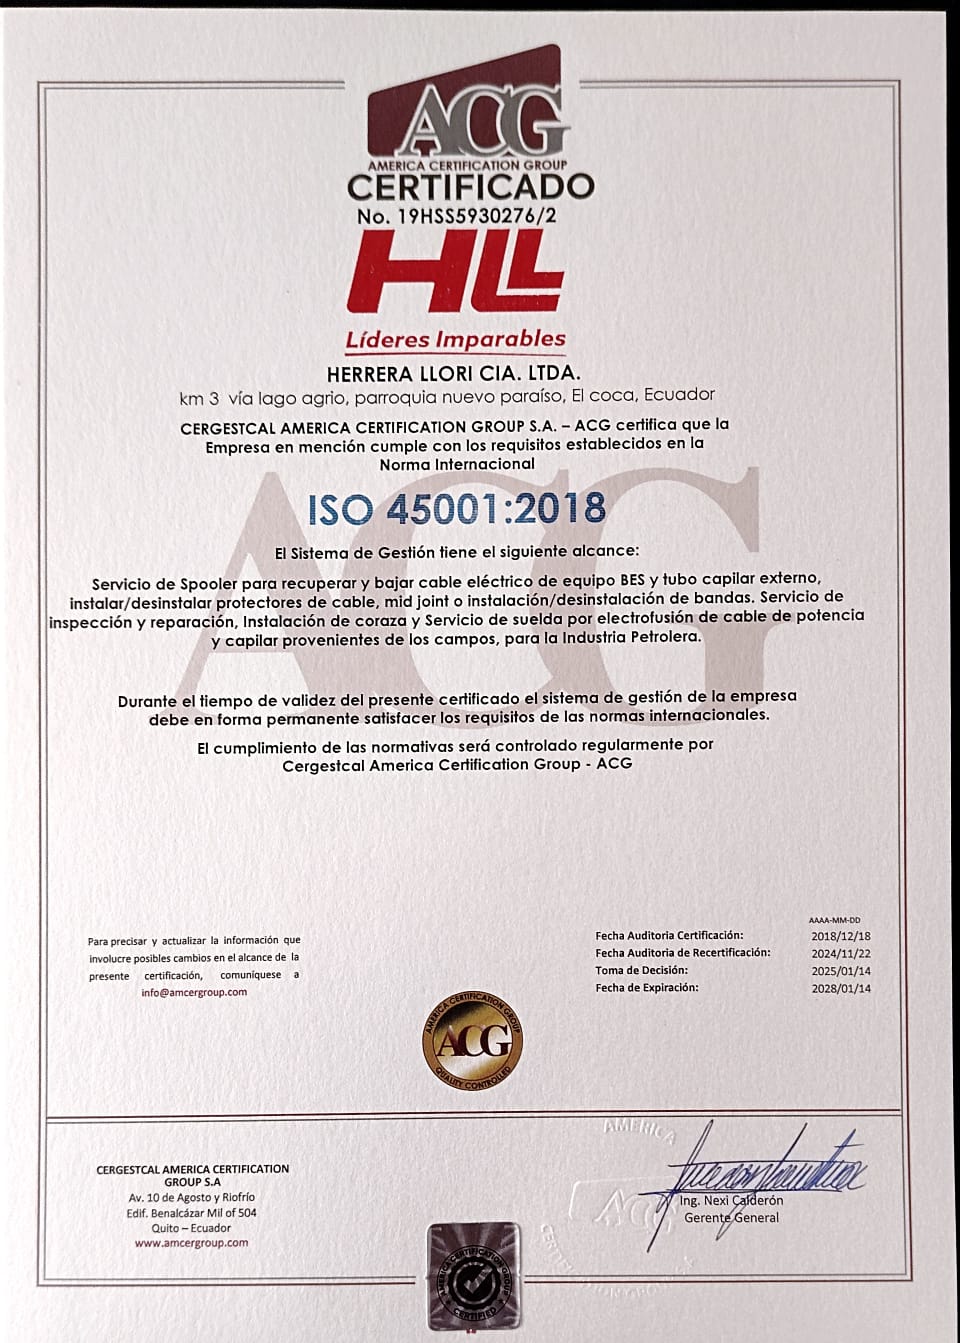 ACG
AMERICA CERTIFICATION GROUP
CERTIFICADO
No. 19HSS5930276/2
HLL
Líderes Imparables
HERRERA LLORI CIA. LTDA.
km 3 vía lago agrio, parroquia nuevo paraíso, El coca, Ecuador
CERGESTCAL AMERICA CERTIFICATION GROUP S.A. – ACG certifica que la
Empresa en mención cumple con los requisitos establecidos en la
Norma Internacional
ACG
ISO 45001:2018
El Sistema de Gestión tiene el siguiente alcance:
Servicio de Spooler para recuperar y bajar cable eléctrico de equipo BES y tubo capilar externo,
instalar/desinstalar protectores de cable, mid joint o instalación/desinstalación de bandas. Servicio de
inspección y reparación, Instalación de coraza y Servicio de suelda por electrofusión de cable de potencia
y capilar provenientes de los campos, para la Industria Petrolera.
Durante el tiempo de validez del presente certificado el sistema de gestión de la empresa
debe en forma permanente satisfacer los requisitos de las normas internacionales.
El cumplimiento de las normativas será controlado regularmente por
Cergestcal America Certification Group - ACG
Para precisar y actualizar la información que
involucre posibles cambios en el alcance de la
presente certificación, comuníquese a
info@amcergroup.com
AAAA-MM-DD
Fecha Auditoria Certificación: 2018/12/18
Fecha Auditoria de Recertificación: 2024/11/22
Toma de Decisión: 2025/01/14
Fecha de Expiración: 2028/01/14
AMERICA CERTIFICATION GROUP
ACG
QUALITY CONTROLLED
CERGESTCAL AMERICA CERTIFICATION
GROUP S.A
Av. 10 de Agosto y Riofrío
Edif. Benalcázar Mil of 504
Quito – Ecuador
www.amcergroup.com
AMERICA
ACG
Ing. Nexi Calderón
Gerente General
AMERICA CERTIFICATION GROUP
CERTIFIED